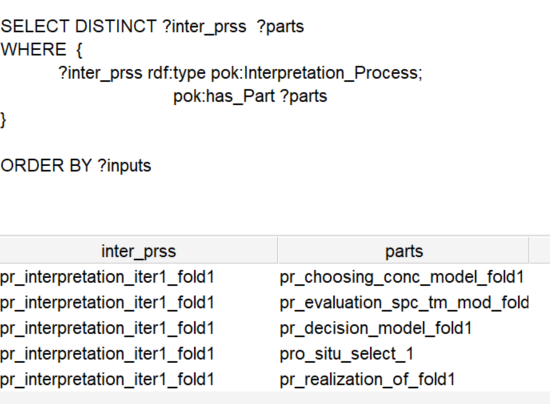 SELECT DISTINCT ?inter_prss ?parts
WHERE {
?inter_prss rdf:type pok:Interpretation_Process;
pok:has_Part ?parts
}
ORDER BY ?inputs
inter_prss parts
pr_interpretation_iter1_fold1 pr_choosing_conc_model_fold1
pr_interpretation_iter1_fold1 pr_evaluation_spc_tm_mod_fold
pr_interpretation_iter1_fold1 pr_decision_model_fold1
pr_interpretation_iter1_fold1 pro_situ_select_1
pr_interpretation_iter1_fold1 pr_realization_of_fold1